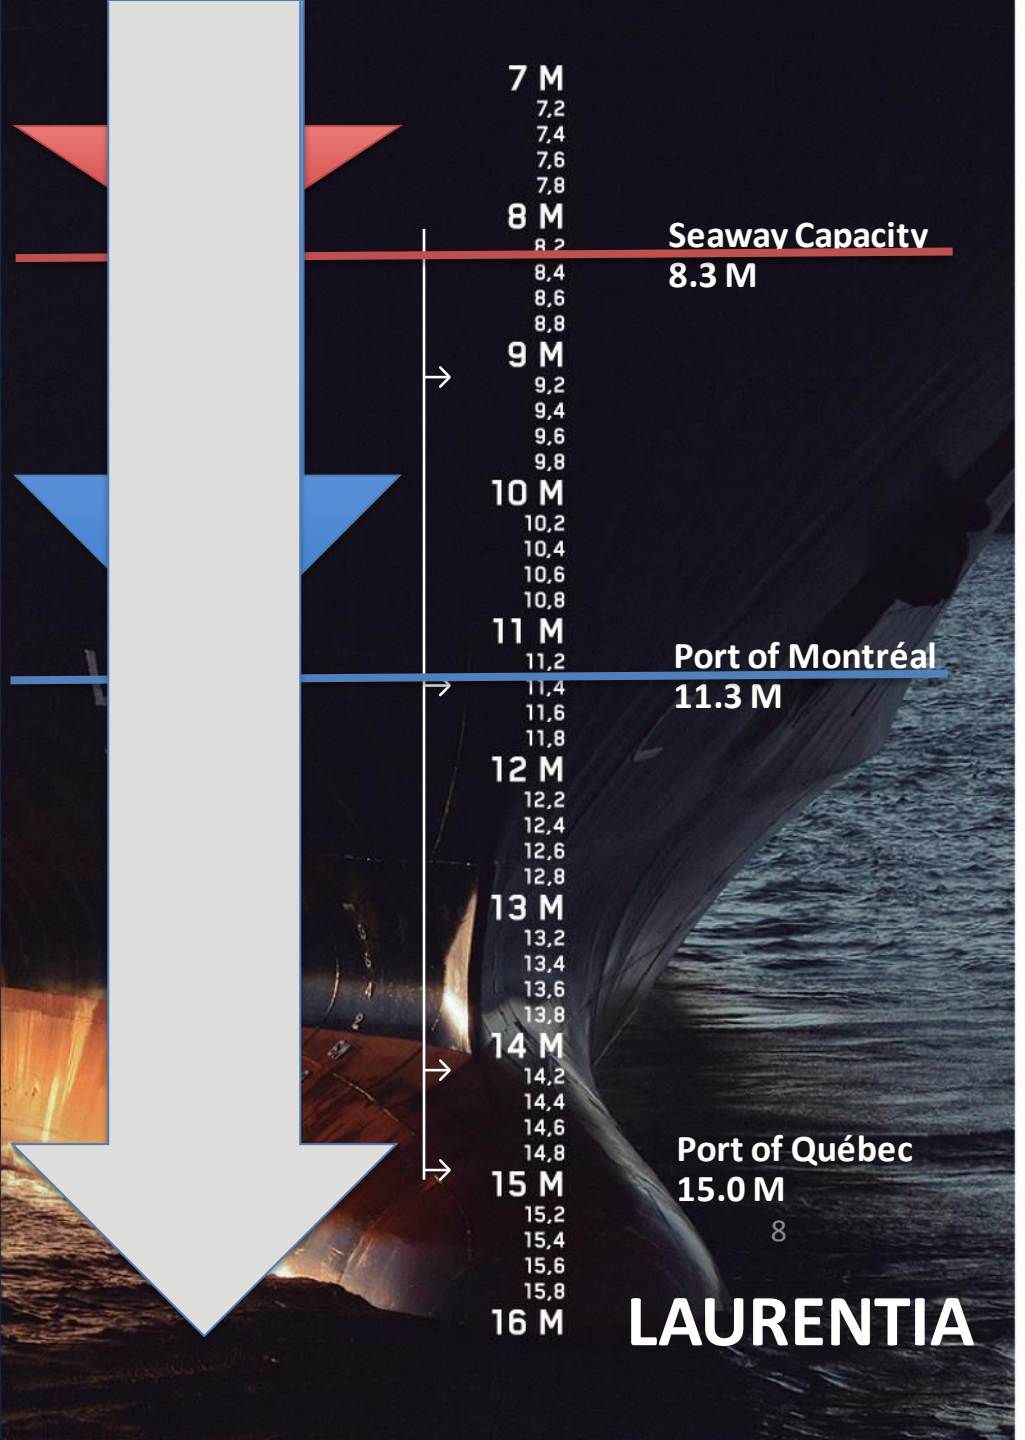 7 M
7,2
7,4
7,6
7,8
8 M
8,2
Seaway Capacity
8.3 M
8,4
8,6
8,8
9 M
9,2
9,4
9,6
9,8
10 M
10,2
10,4
10,6
10,8
11 M
11,2
Port of Montréal
11.3 M
11,4
11,6
11,8
12 M
12,2
12,4
12,6
12,8
13 M
13,2
13,4
13,6
13,8
14 M
14,2
14,4
14,6
14,8
Port of Québec
15.0 M
15 M
15,2
8
15,4
15,6
15,8
16 M
LAURENTIA